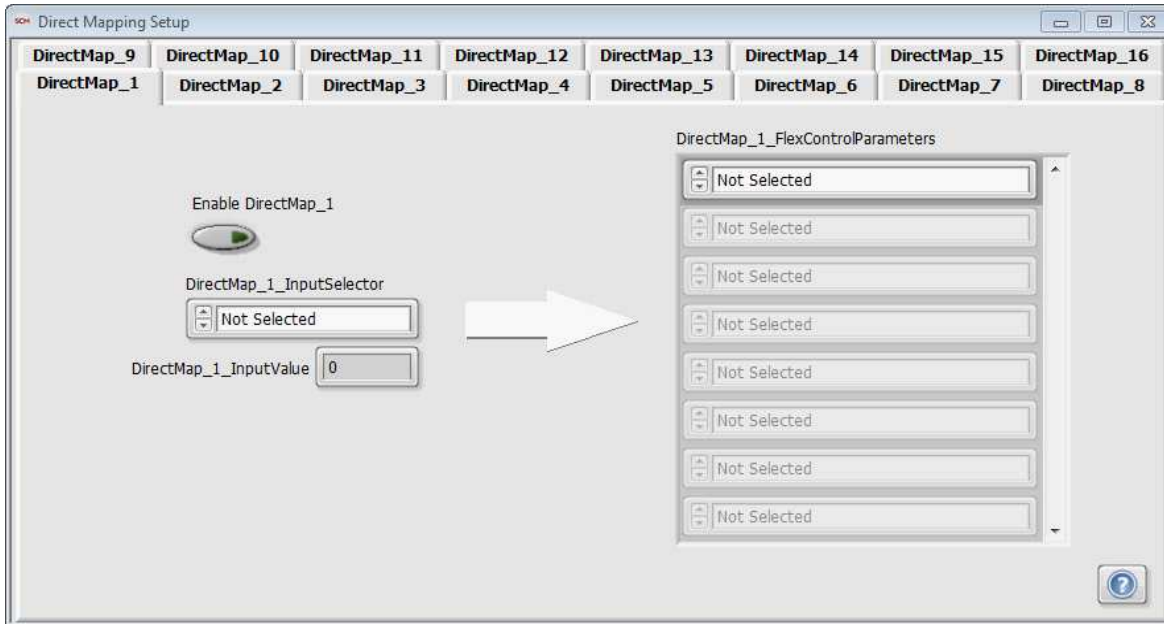 SCM Direct Mapping Setup
DirectMap_9 DirectMap_10 DirectMap_11 DirectMap_12 DirectMap_13 DirectMap_14 DirectMap_15 DirectMap_16
DirectMap_1 DirectMap_2 DirectMap_3 DirectMap_4 DirectMap_5 DirectMap_6 DirectMap_7 DirectMap_8
DirectMap_1_FlexControlParameters
Not Selected
Enable DirectMap_1
Not Selected
Not Selected
DirectMap_1_InputSelector
Not Selected
Not Selected
DirectMap_1_InputValue 0
Not Selected
Not Selected
Not Selected
Not Selected
?